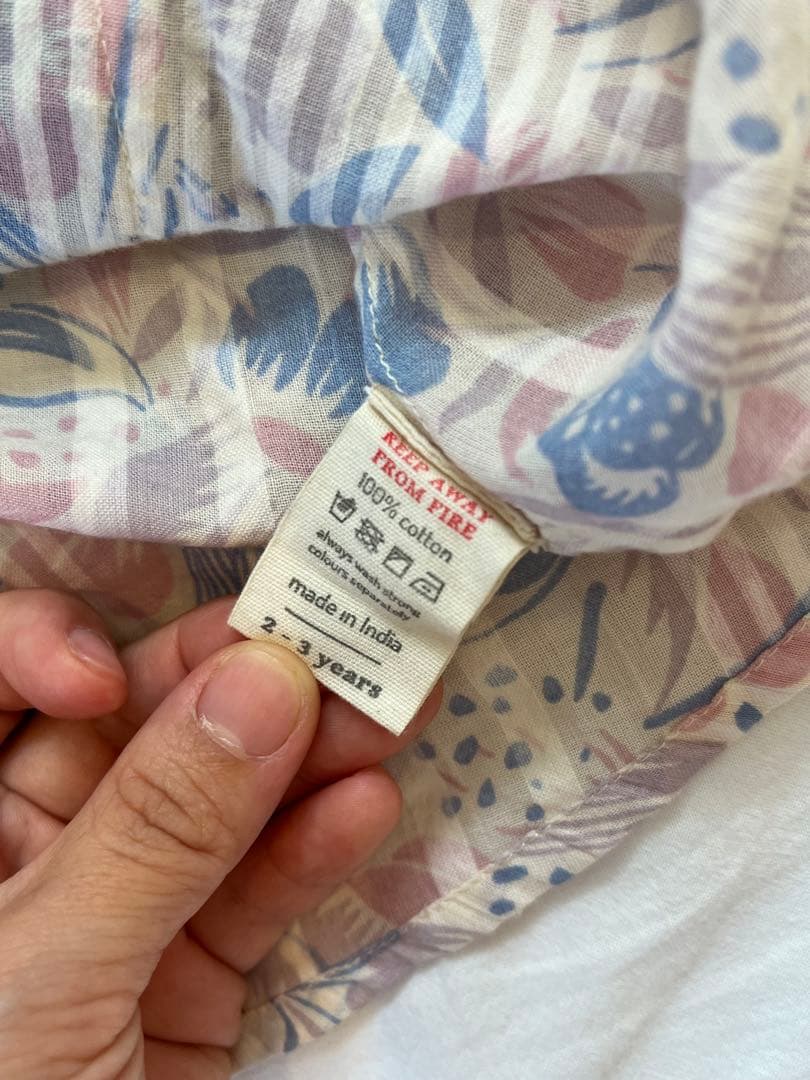 KEEP AWAY
FROM FIRE
100% cotton
always wash strong
colours separately
made in India
2 - 3 years